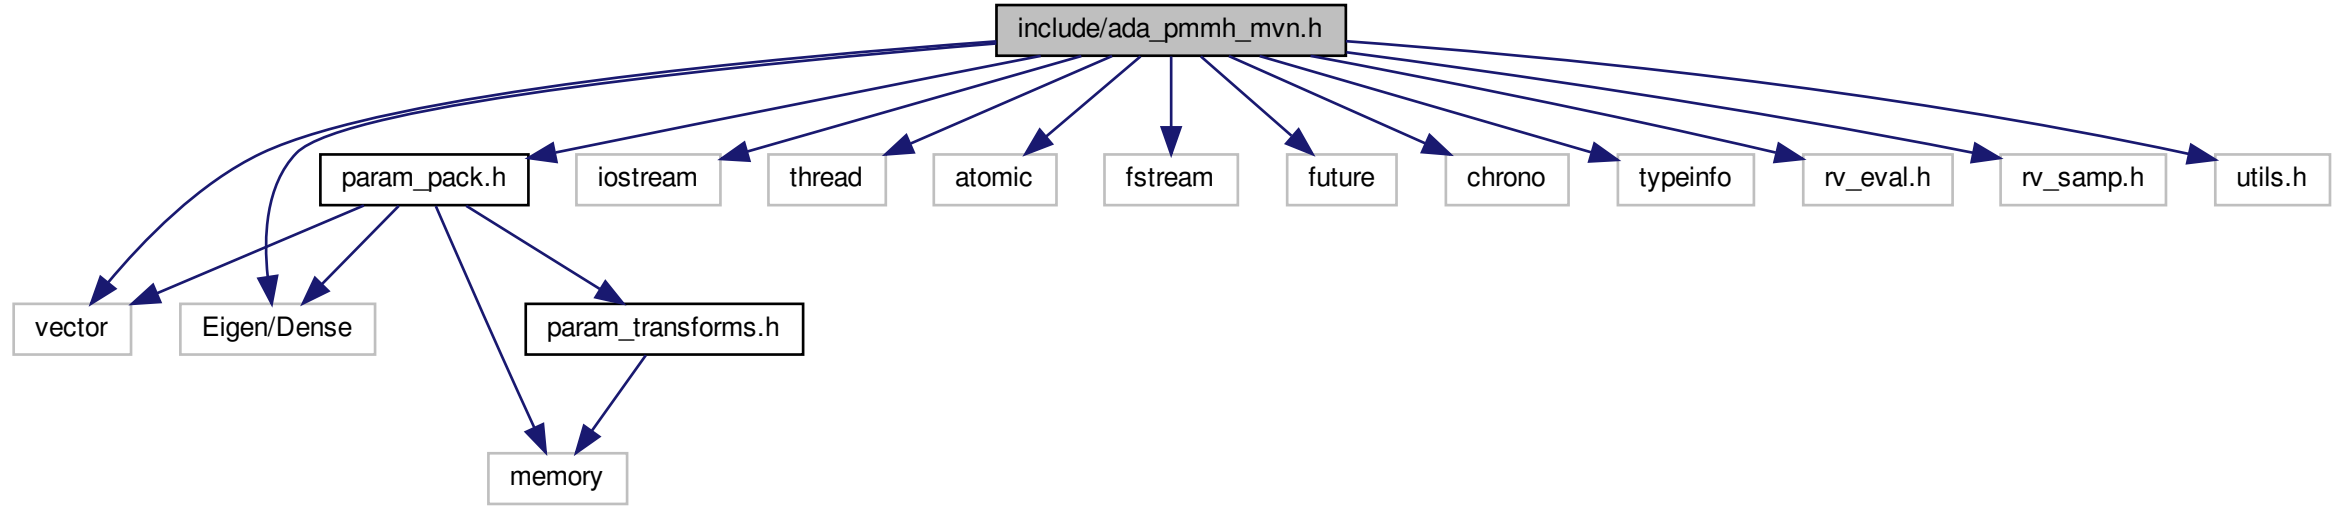 include/ada_pmmh_mvn.h
param_pack.h
iostream
thread
atomic
fstream
future
chrono
typeinfo
rv_eval.h
rv_samp.h
utils.h
vector
Eigen/Dense
param_transforms.h
memory